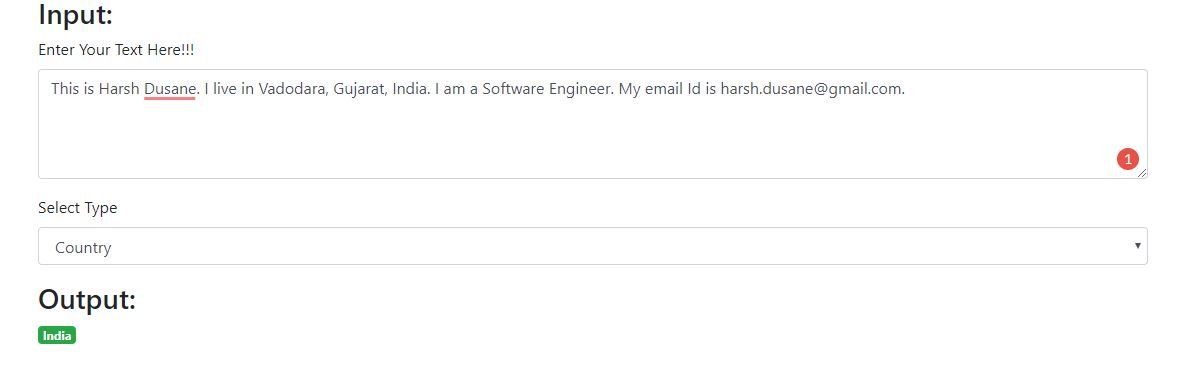 Input:
Enter Your Text Here!!!
This is Harsh Dusane. I live in Vadodara, Gujarat, India. I am a Software Engineer. My email Id is harsh.dusane@gmail.com.
1
Select Type
Country
Output:
India